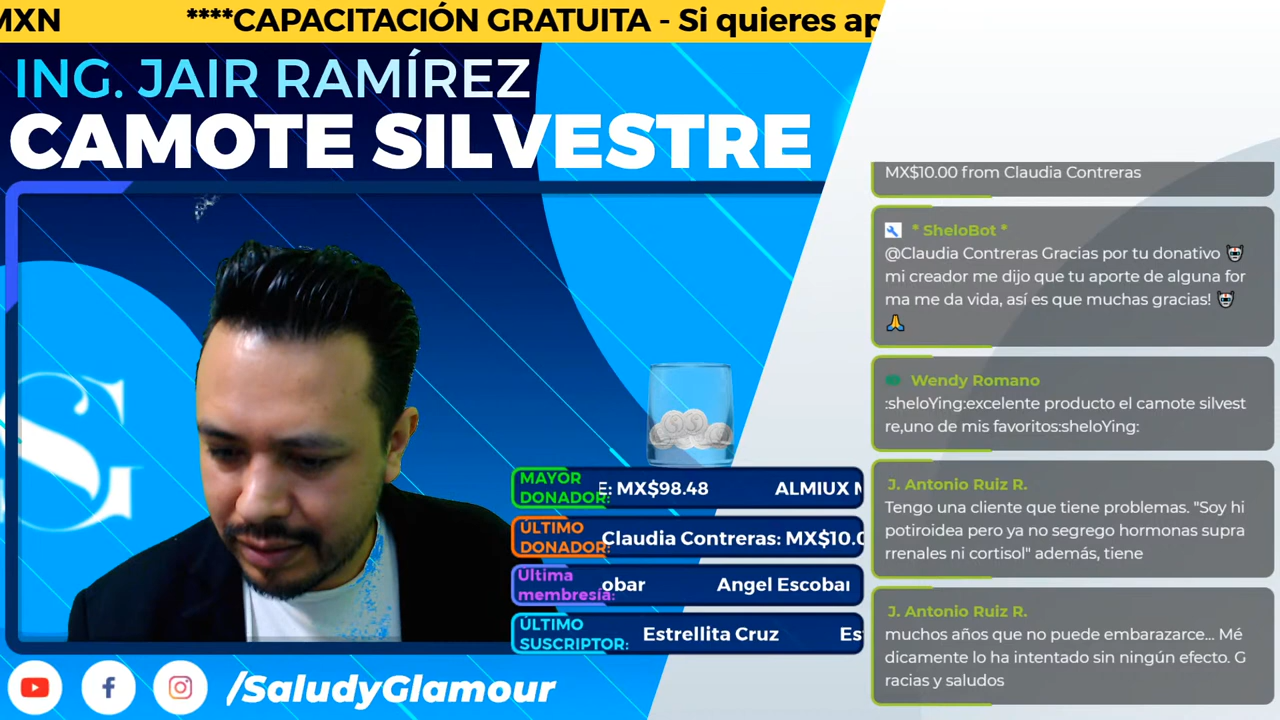 MXN ****CAPACITACIÓN GRATUITA - Si quieres ap
ING. JAIR RAMÍREZ
CAMOTE SILVESTRE
S
MAYOR
DONADOR:
E: MX$98.48 ALMIUX M
ÚLTIMO
DONADOR:
Claudia Contreras: MX$10.0
Última
membresía:
obar Angel Escobar
ÚLTIMO
SUSCRIPTOR:
Estrellita Cruz Es
/SaludyGlamour
MX$10.00 from Claudia Contreras
* SheloBot *
@Claudia Contreras Gracias por tu donativo
mi creador me dijo que tu aporte de alguna for
ma me da vida, así es que muchas gracias!
Wendy Romano
:sheloYing:excelente producto el camote silvest
re,uno de mis favoritos:sheloYing:
J. Antonio Ruiz R.
Tengo una cliente que tiene problemas. "Soy hi
potiroidea pero ya no segrego hormonas supra
rrenales ni cortisol" además, tiene
J. Antonio Ruiz R.
muchos años que no puede embarazarce... Mé
dicamente lo ha intentado sin ningún efecto. G
racias y saludos